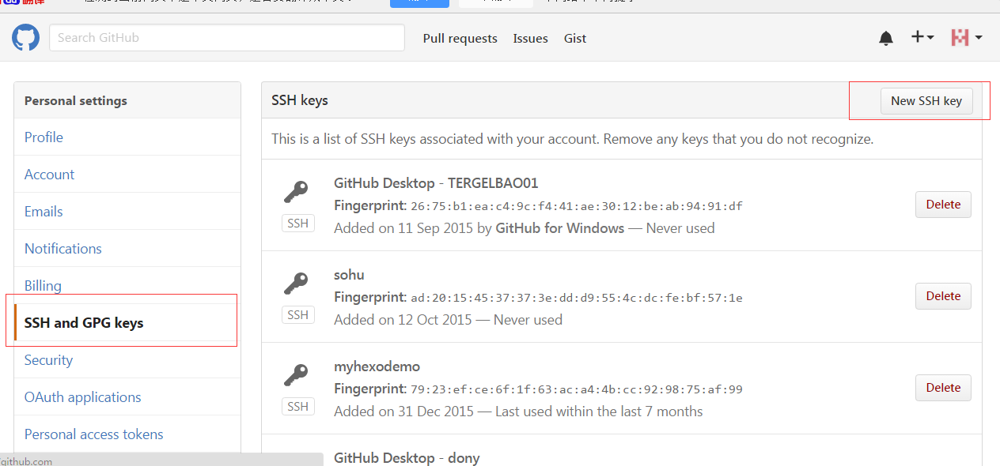 翻译
Search GitHub
Pull requests
Issues
Gist
Personal settings
Profile
Account
Emails
Notifications
Billing
SSH and GPG keys
Security
OAuth applications
Personal access tokens
SSH keys
New SSH key
This is a list of SSH keys associated with your account. Remove any keys that you do not recognize.
GitHub Desktop - TERGELBAO01
Fingerprint: 26:75:b1:ea:c4:9c:f4:41:ae:30:12:be:ab:94:91:df
SSH
Added on 11 Sep 2015 by GitHub for Windows — Never used
Delete
sohu
Fingerprint: ad:20:15:45:37:37:3e:dd:d9:55:4c:dc:fe:bf:57:1e
SSH
Added on 12 Oct 2015 — Never used
Delete
myhexodemo
Fingerprint: 79:23:ef:ce:6f:1f:63:ac:a4:4b:cc:92:98:75:af:99
SSH
Added on 31 Dec 2015 — Last used within the last 7 months
Delete
GitHub Desktop - dony
github.com